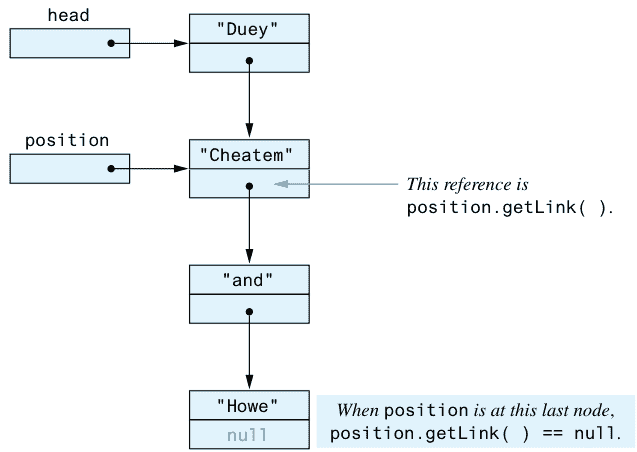 head
"Duey"
position
"Cheatem"
This reference is
position.getLink( ).
"and"
"Howe"
null
When position is at this last node,
position.getLink( ) == null.